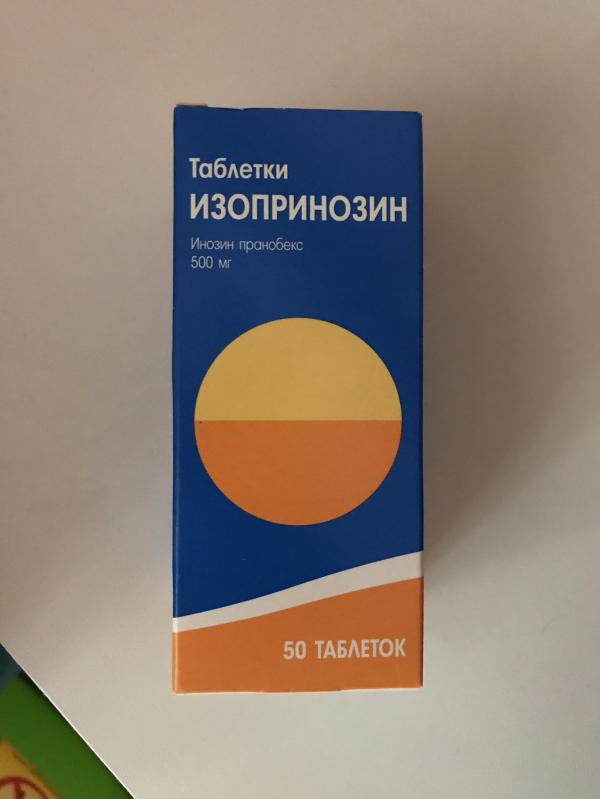 Таблетки
ИЗОПРИНОЗИН
Инозин пранобекс
500 мг
50 ТАБЛЕТОК